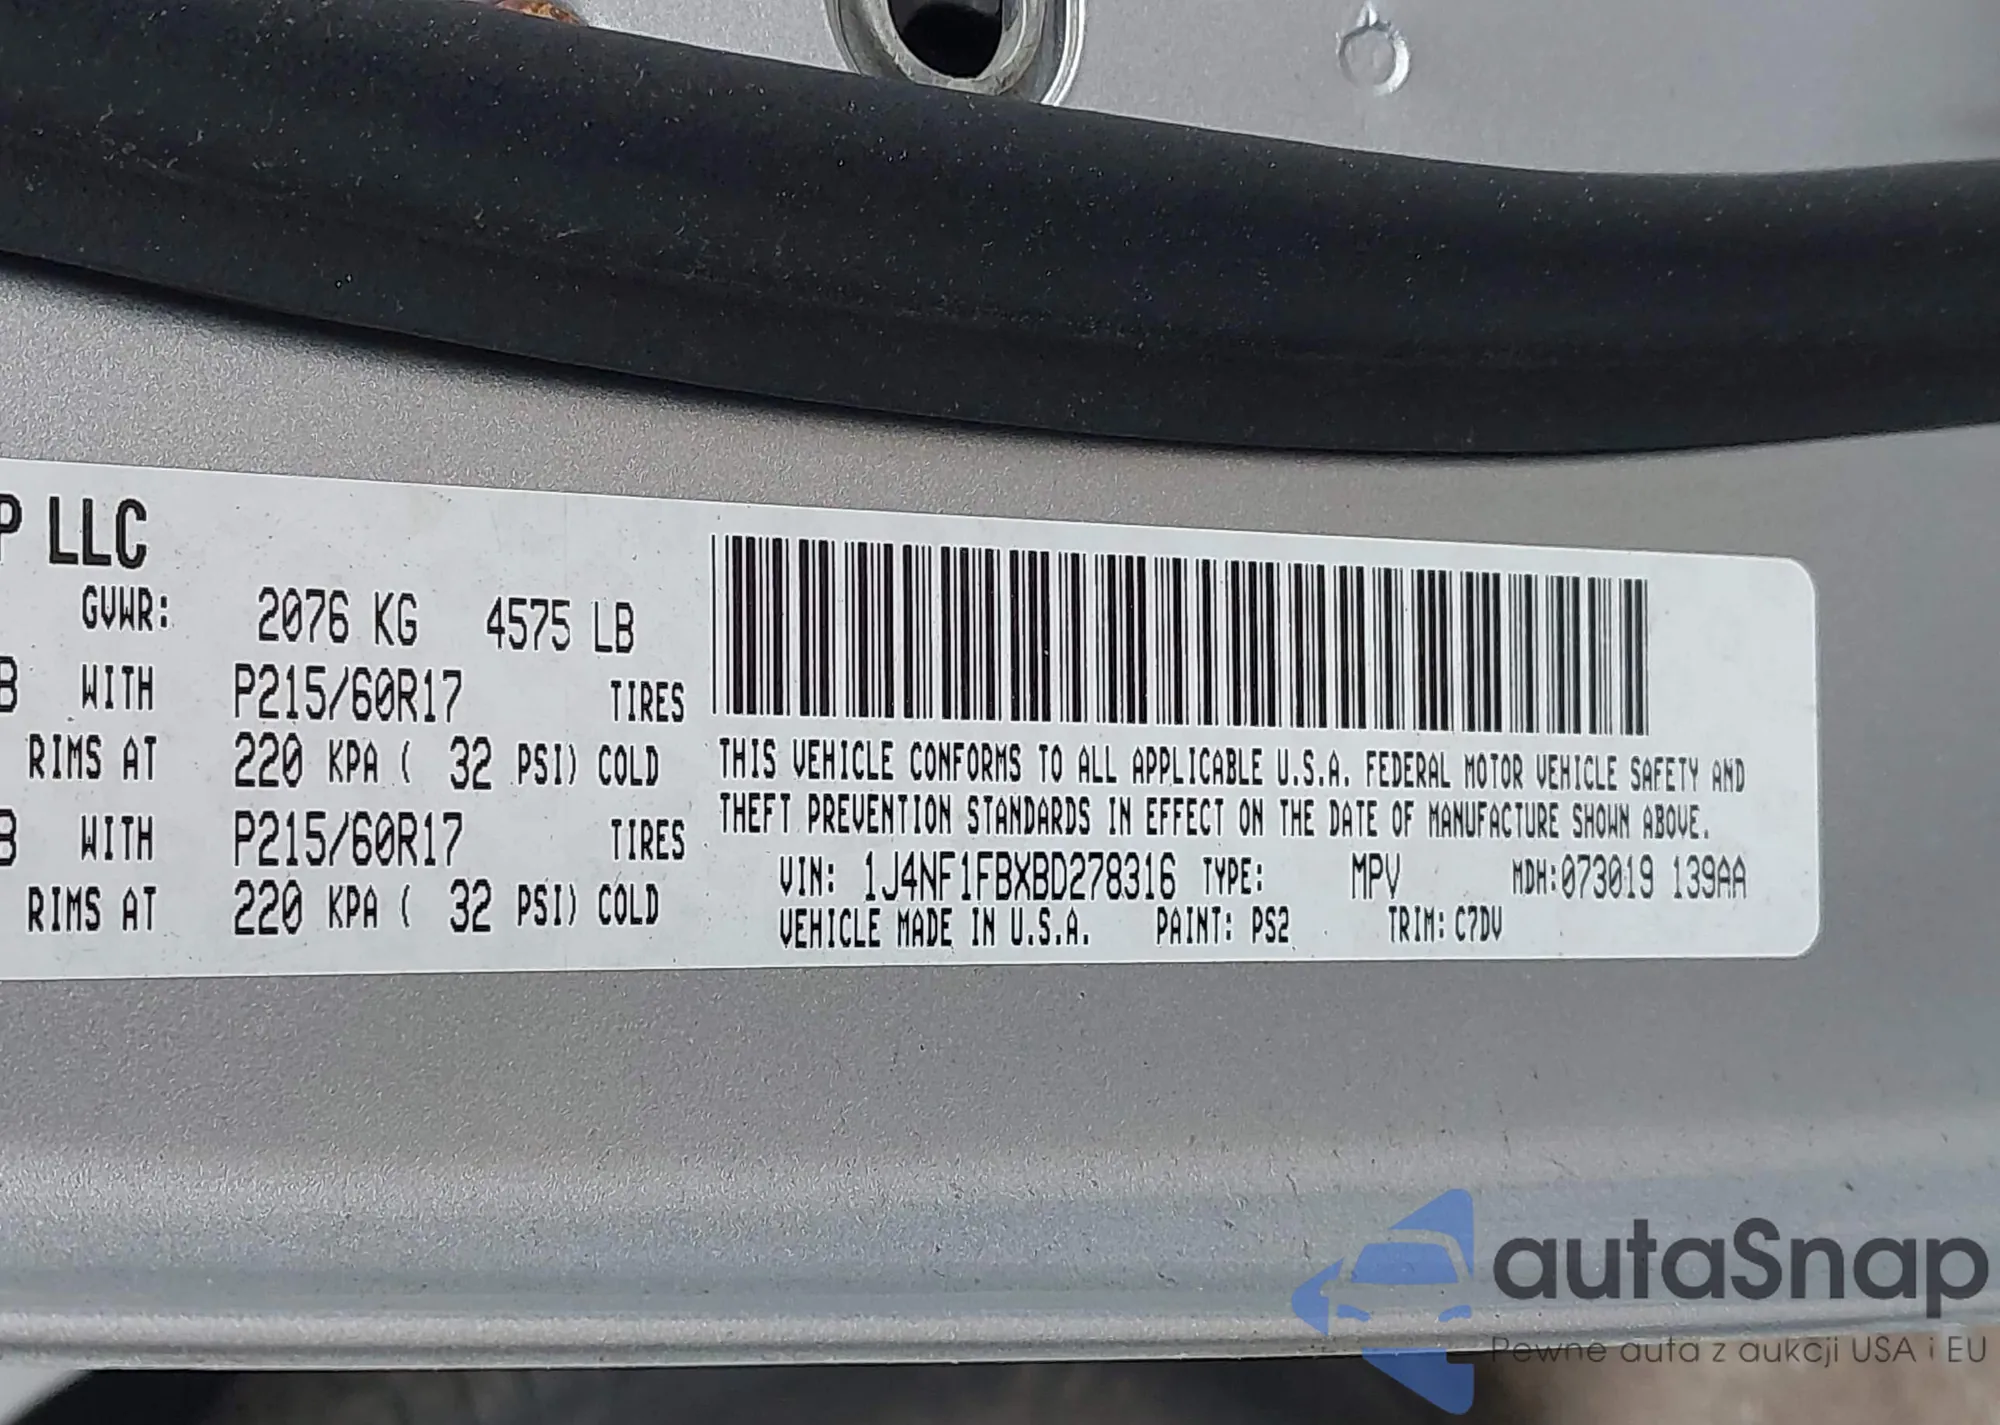 P LLC
GVWR: 2076 KG 4575 LB
B WITH P215/60R17 TIRES
RIMS AT 220 KPA ( 32 PSI) COLD
B WITH P215/60R17 TIRES
RIMS AT 220 KPA ( 32 PSI) COLD
THIS VEHICLE CONFORMS TO ALL APPLICABLE U.S.A. FEDERAL MOTOR VEHICLE SAFETY AND
THEFT PREVENTION STANDARDS IN EFFECT ON THE DATE OF MANUFACTURE SHOWN ABOVE.
VIN: 1J4NF1FBXBD278316 TYPE: MPV MDH:073019 139AA
VEHICLE MADE IN U.S.A. PAINT: PS2 TRIM: C7DV
autaSnap
Pewne auta z aukcji USA i EU